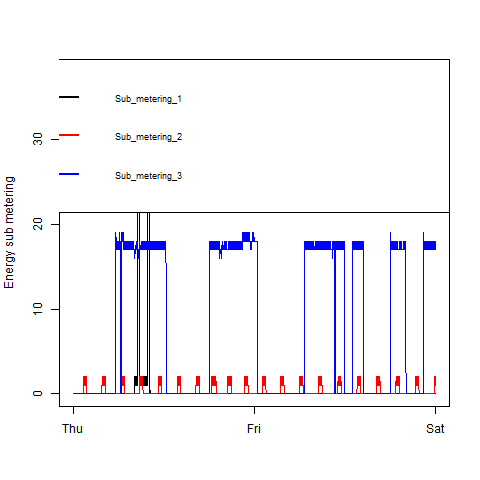 Sub_metering_1
Sub_metering_2
Sub_metering_3
Energy sub metering
30
20
10
0
Thu
Fri
Sat